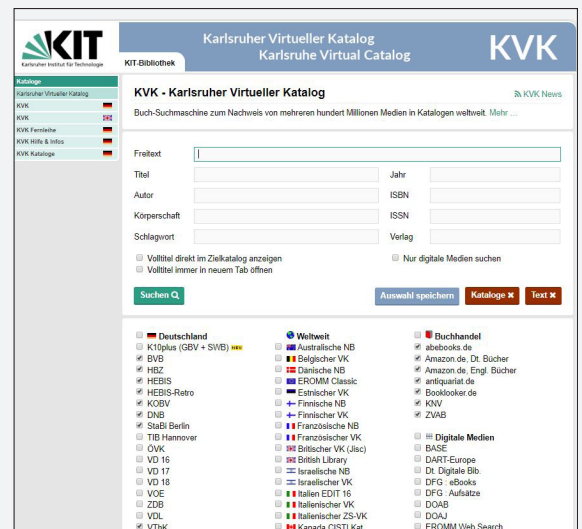 KIT
Karlsruher Institut für Technologie
KIT-Bibliothek
Karlsruher Virtueller Katalog
Karlsruhe Virtual Catalog
KVK
Kataloge
Karlsruher Virtueller Katalog
KVK
KVK
KVK Fernleihe
KVK Hilfe & Infos
KVK Kataloge
KVK - Karlsruher Virtueller Katalog
KVK News
Buch-Suchmaschine zum Nachweis von mehreren hundert Millionen Medien in Katalogen weltweit. Mehr ...
Freitext
Titel
Jahr
Autor
ISBN
Körperschaft
ISSN
Schlagwort
Verlag
Volltitel direkt im Zielkatalog anzeigen
Nur digitale Medien suchen
Volltitel immer in neuem Tab öffnen
Suchen
Auswahl speichern
Kataloge ×
Text ×
Deutschland
K10plus (GBV + SWB) NEU
BVB
HBZ
HEBIS
HEBIS-Retro
KOBV
DNB
StaBi Berlin
TIB Hannover
ÖVK
VD 16
VD 17
VD 18
VOE
ZDB
VDL
VThK
Weltweit
Australische NB
Belgischer VK
Dänische NB
EROMM Classic
Estnischer VK
Finnische NB
Finnischer VK
Französische NB
Französischer VK
Britischer VK (Jisc)
British Library
Israelische NB
Israelischer VK
Italien EDIT 16
Italienischer VK
Italienischer ZS-VK
Kanada CISTI Kat.
Buchhandel
abebooks.de
Amazon.de, Dt. Bücher
Amazon.de, Engl. Bücher
antiquariat.de
Booklooker.de
KNV
ZVAB
Digitale Medien
BASE
DART-Europe
Dt. Digitale Bib.
DFG : eBooks
DFG : Aufsätze
DOAB
DOAJ
EROMM Web Search